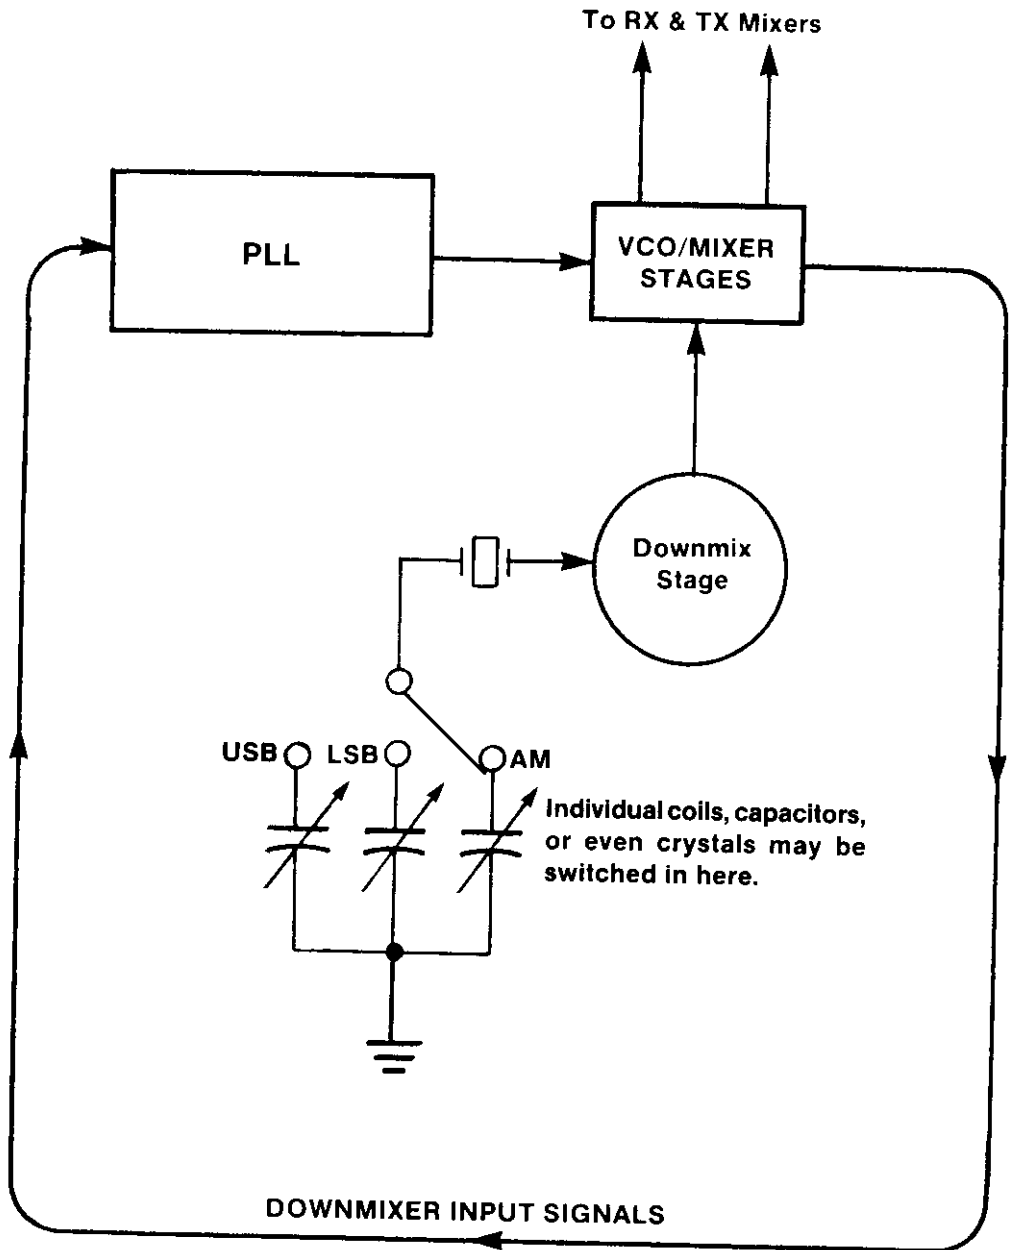 To RX & TX Mixers
PLL
VCO/MIXER
STAGES
Downmix
Stage
USB
LSB
AM
Individual coils, capacitors,
or even crystals may be
switched in here.
DOWNMIXER INPUT SIGNALS